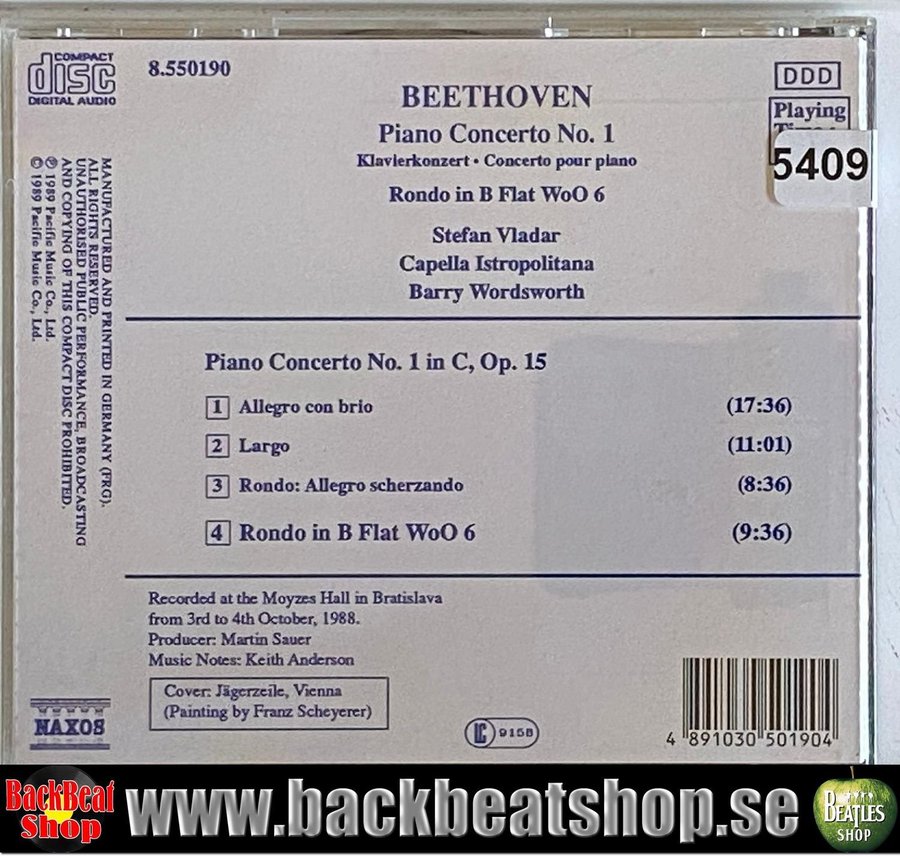 COMPACT
disc
DIGITAL AUDIO
8.550190
DDD
BEETHOVEN
Playing
Piano Concerto No. 1
Klavierkonzert • Concerto pour piano
5409
Rondo in B Flat WoO 6
Stefan Vladar
Capella Istropolitana
Barry Wordsworth
MANUFACTURED AND PRINTED IN GERMANY (FRG).
ALL RIGHTS RESERVED.
UNAUTHORISED PUBLIC PERFORMANCE, BROADCASTING
AND COPYING OF THIS COMPACT DISC PROHIBITED.
℗ 1989 Pacific Music Co., Ltd.
© 1989 Pacific Music Co., Ltd.
Piano Concerto No. 1 in C, Op. 15
1 Allegro con brio (17:36)
2 Largo (11:01)
3 Rondo: Allegro scherzando (8:36)
4 Rondo in B Flat WoO 6 (9:36)
Recorded at the Moyzes Hall in Bratislava
from 3rd to 4th October, 1988.
Producer: Martin Sauer
Music Notes: Keith Anderson
Cover: Jägerzeile, Vienna
(Painting by Franz Scheyerer)
NAXOS
LC 9158
4 891030 501904
BackBeat
Shop
www.backbeatshop.se
BEATLES
SHOP